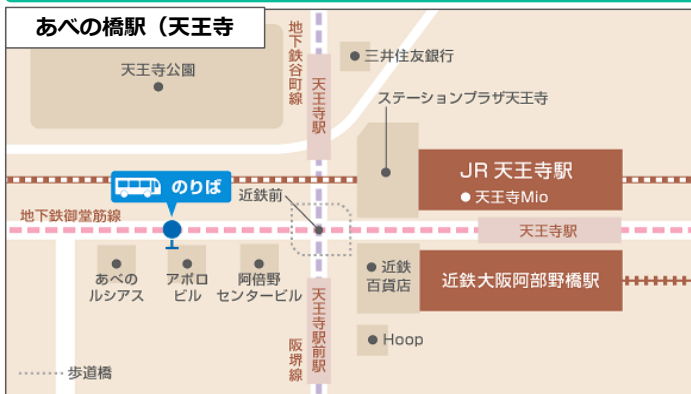 あべの橋駅（天王寺
地下鉄谷町線
天王寺公園
天王寺駅
三井住友銀行
ステーションプラザ天王寺
JR 天王寺駅
天王寺Mio
のりば
近鉄前
地下鉄御堂筋線
天王寺駅
あべの
ルシアス
アポロ
ビル
阿倍野
センタービル
近鉄
百貨店
近鉄大阪阿部野橋駅
天王寺駅前駅
阪堺線
Hoop
歩道橋